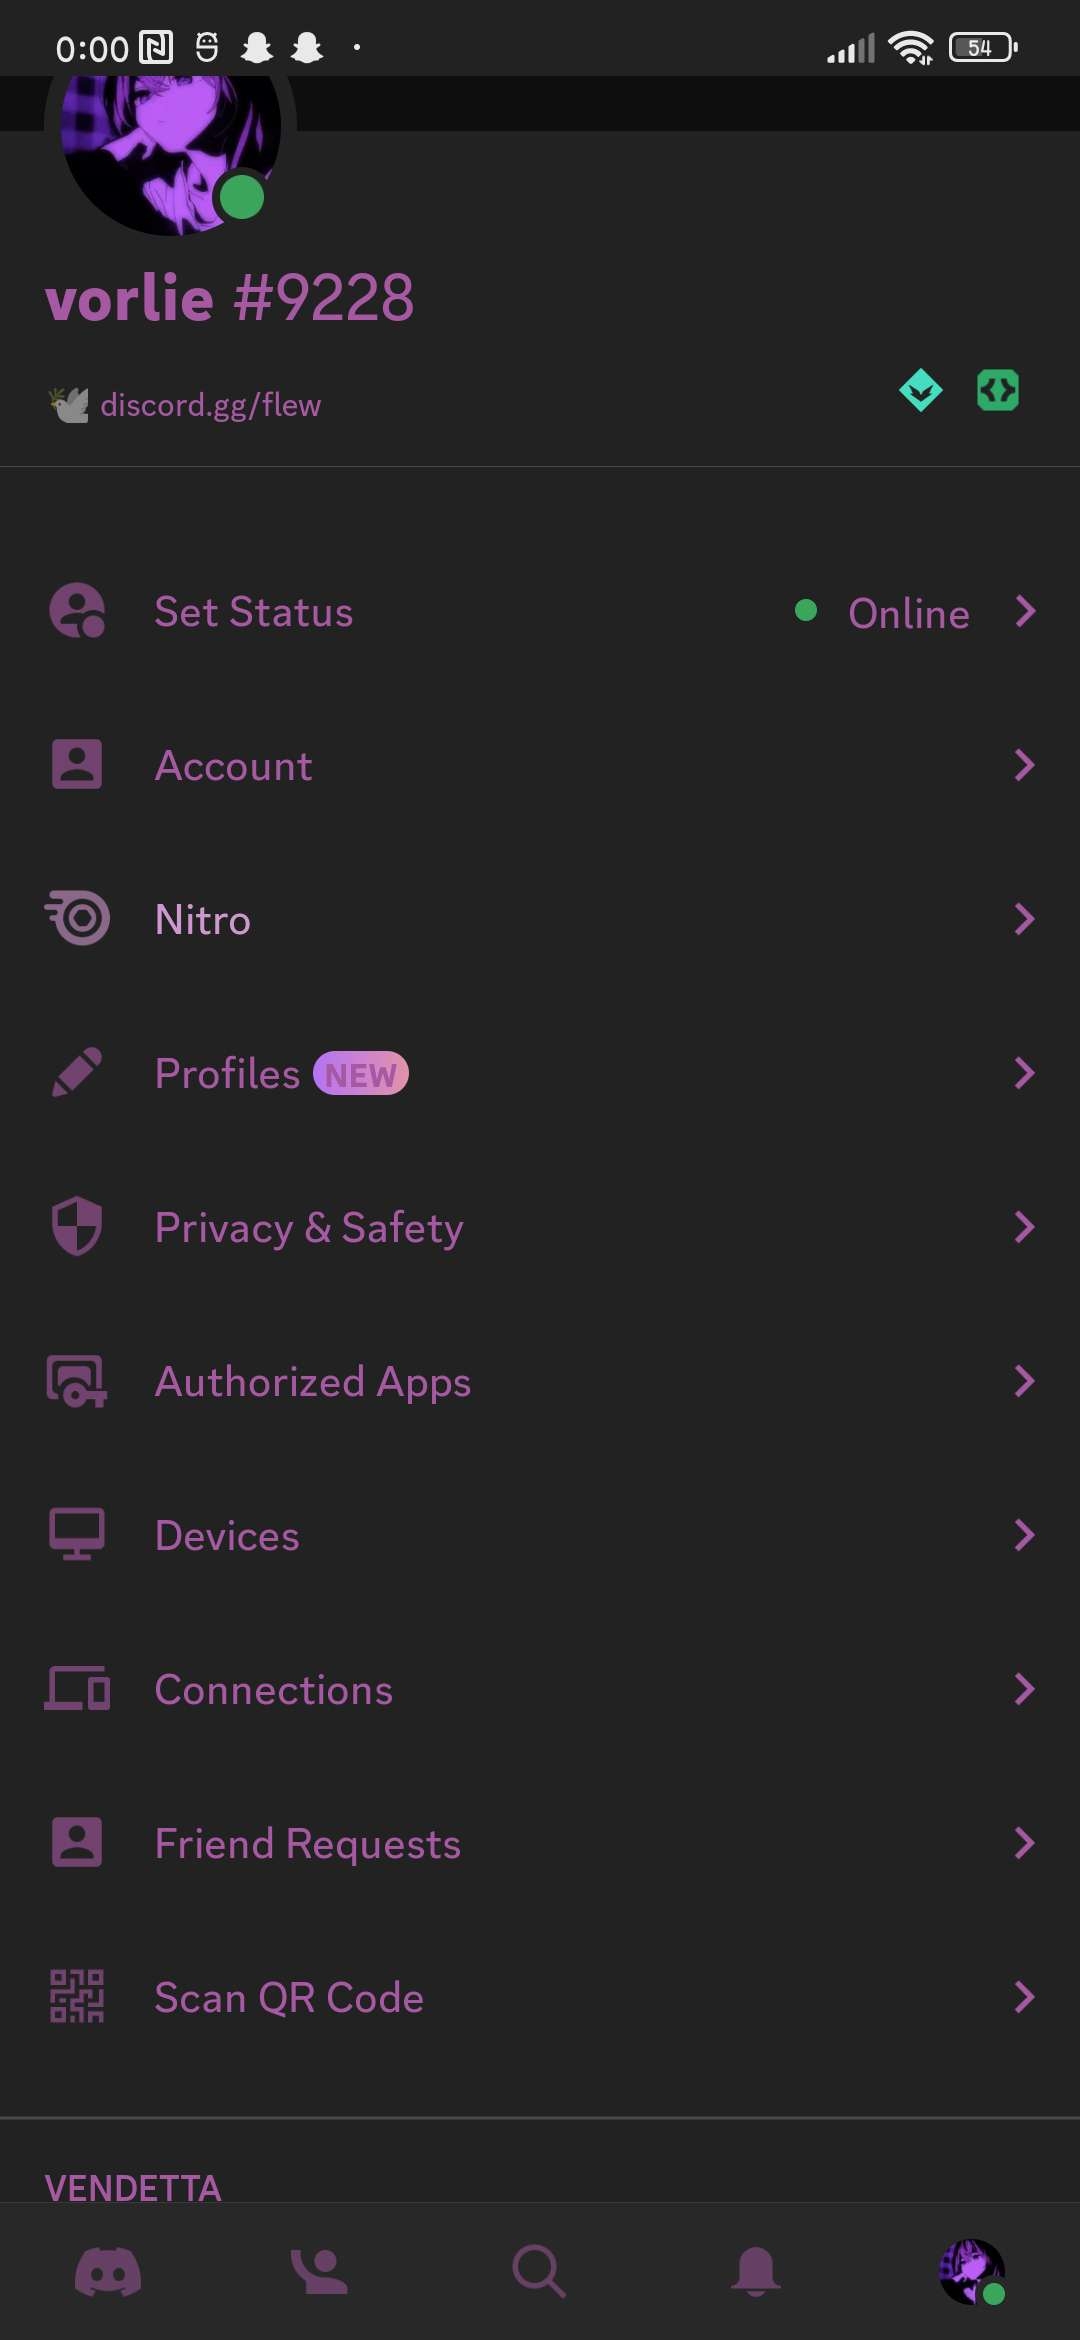 0:00
54
vorlie #9228
discord.gg/flew
Set Status
Online
Account
Nitro
Profiles NEW
Privacy & Safety
Authorized Apps
Devices
Connections
Friend Requests
Scan QR Code
VENDETTA